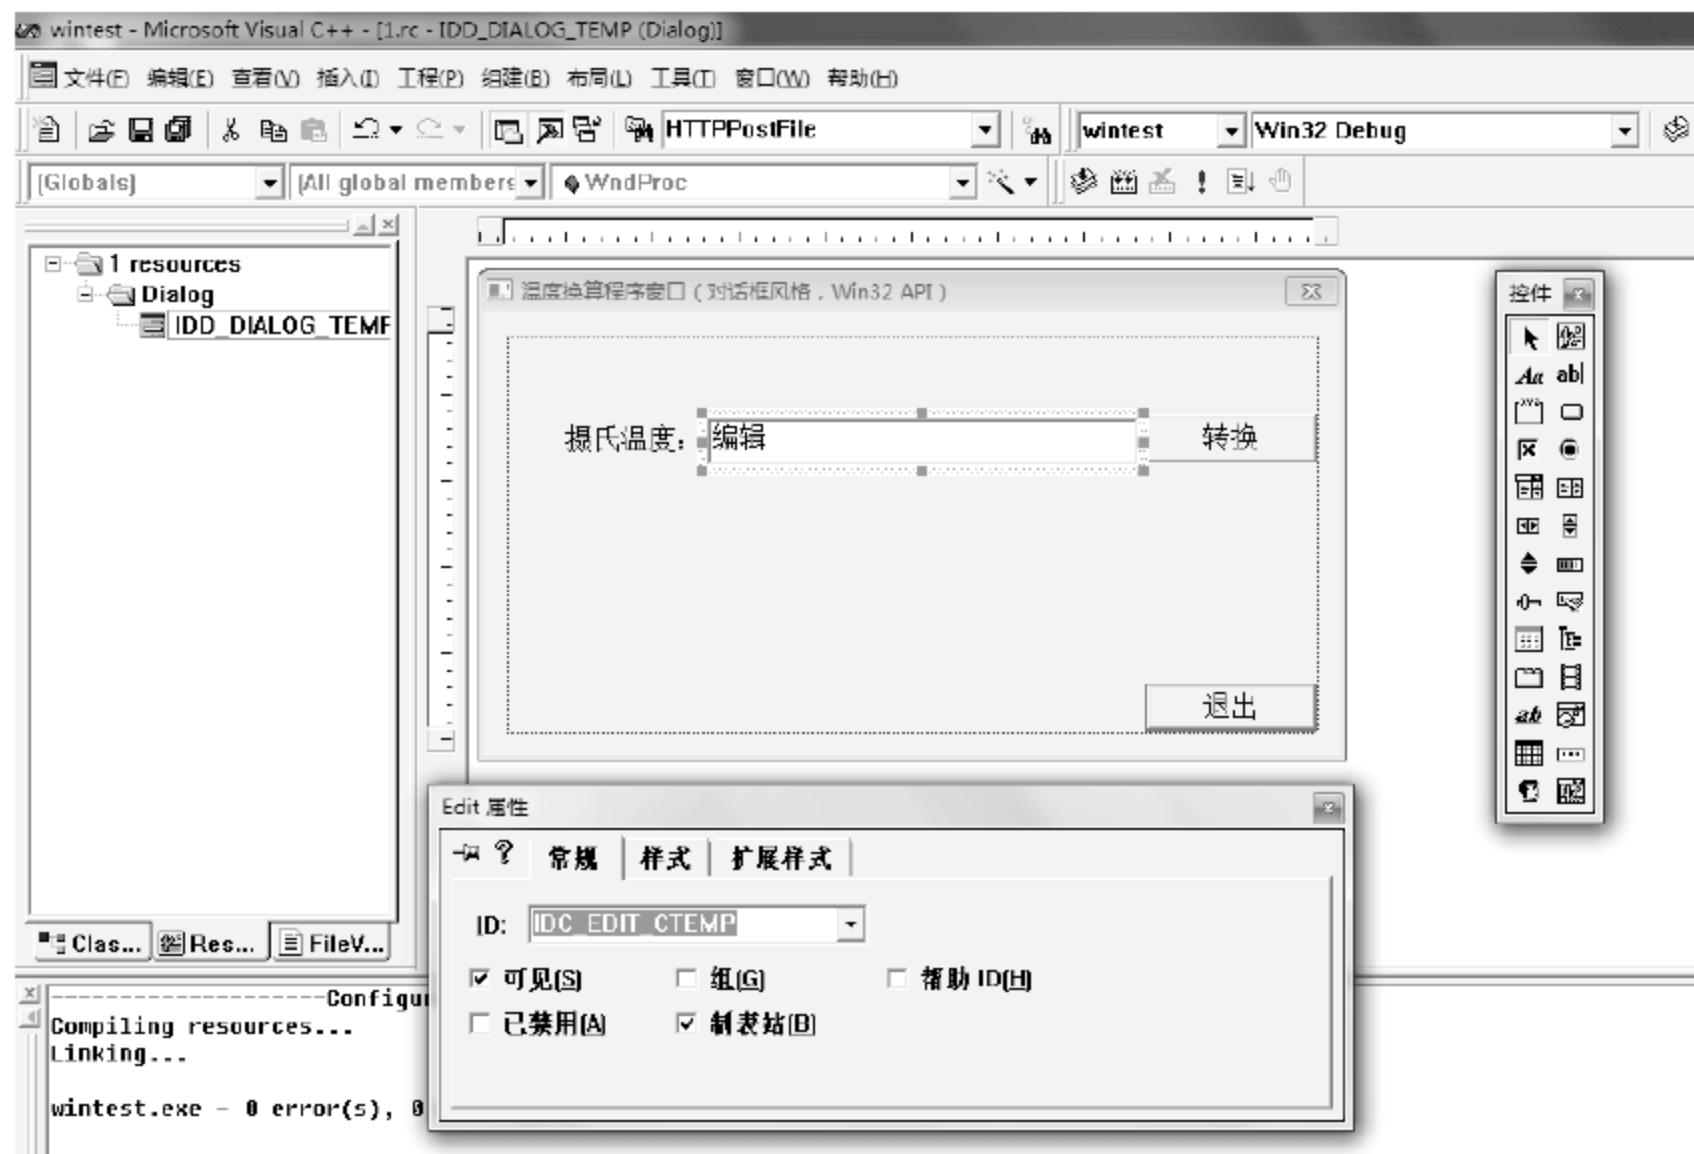 wintest - Microsoft Visual C++ - [1.rc - IDD_DIALOG_TEMP (Dialog)]
文件(F) 编辑(E) 查看(V) 插入(I) 工程(P) 组建(B) 布局(L) 工具(T) 窗口(W) 帮助(H)
HTTPPostFile wintest Win32 Debug
(Globals) (All global members WndProc
1 resources
Dialog
IDD_DIALOG_TEMP
温度换算程序窗口(对话框风格,Win32 API)
控件
摄氏温度: 编辑 转换
退出
Edit 属性
常规 样式 扩展样式
ID: IDC_EDIT_CTEMP
可见(S) 组(G) 帮助 ID(H)
已禁用(A) 制表站(B)
Clas... Res... FileV...
--------------------Configu
Compiling resources...
Linking...
wintest.exe - 0 error(s), 0